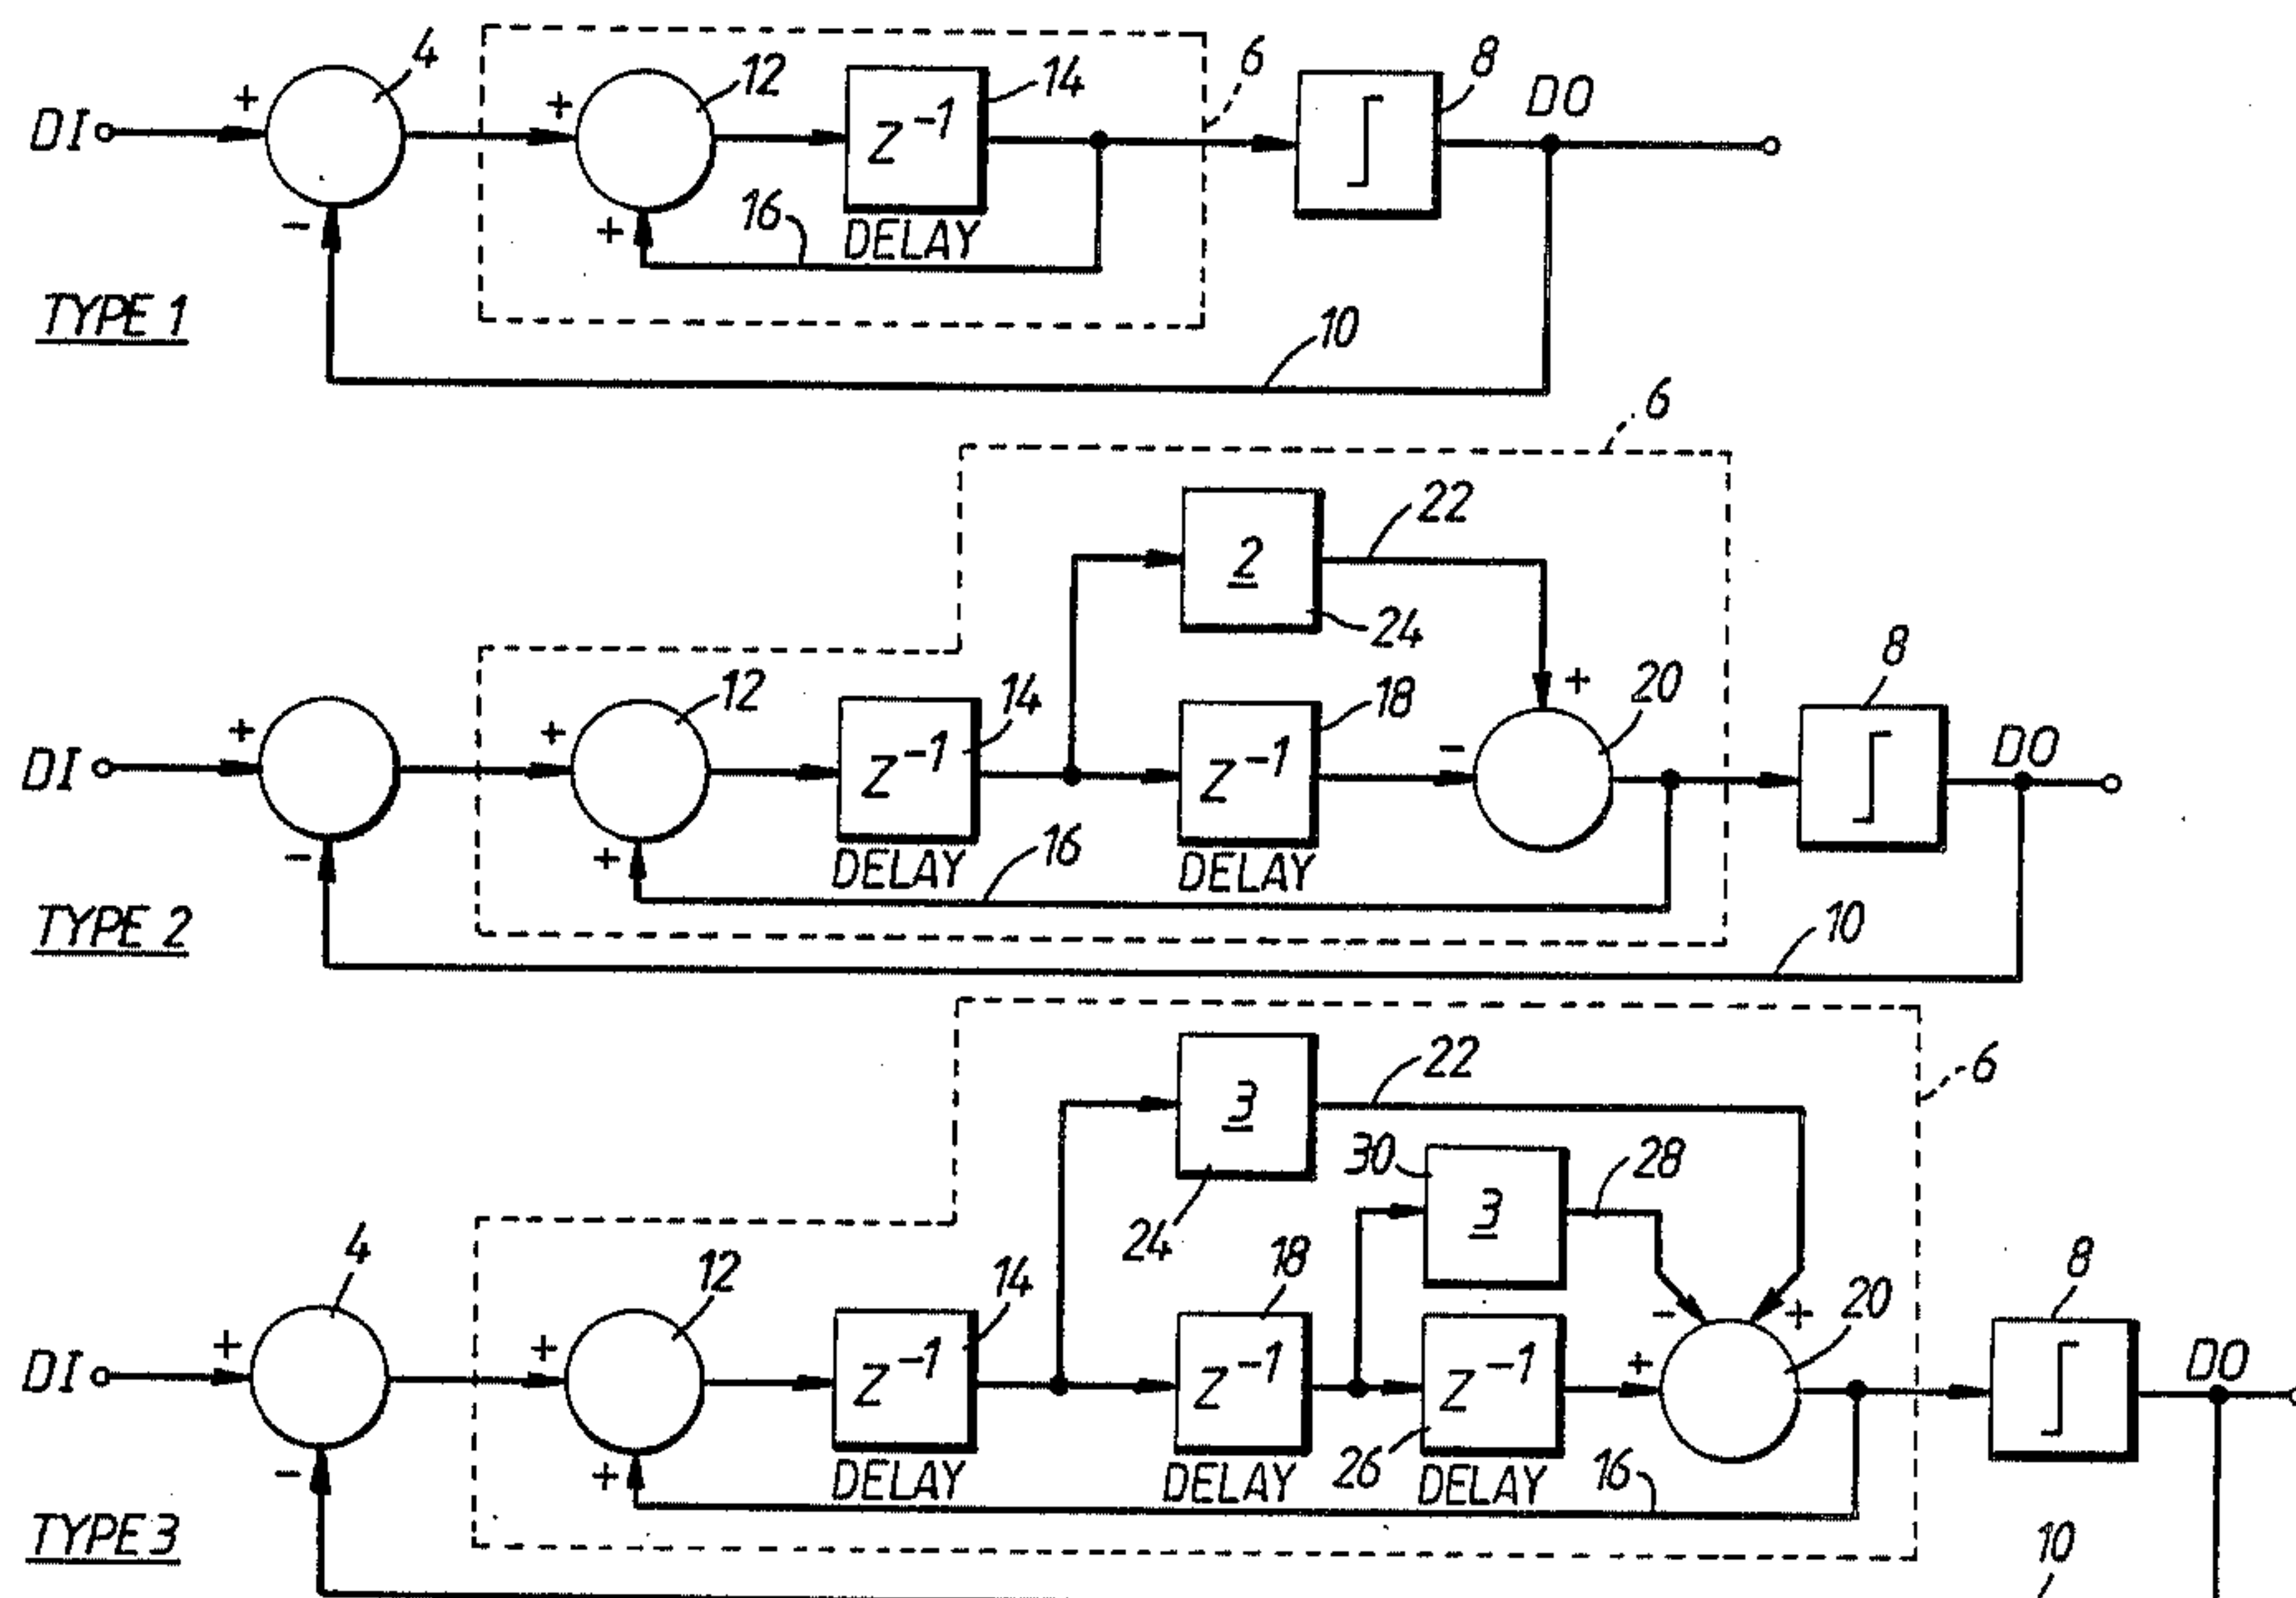 4
12
14
6
8
DO
DI
+
+
Z⁻¹
-
+
16
DELAY
TYPE 1
10
6
2
22
24
+
20
8
12
14
18
DI
+
+
Z⁻¹
Z⁻¹
-
DO
-
+
DELAY
16
DELAY
TYPE 2
10
3
22
6
30
3
28
24
4
12
14
18
-
+
20
8
DI
+
+
Z⁻¹
Z⁻¹
Z⁻¹
+
DO
-
+
DELAY
DELAY
26
DELAY
16
TYPE 3
10